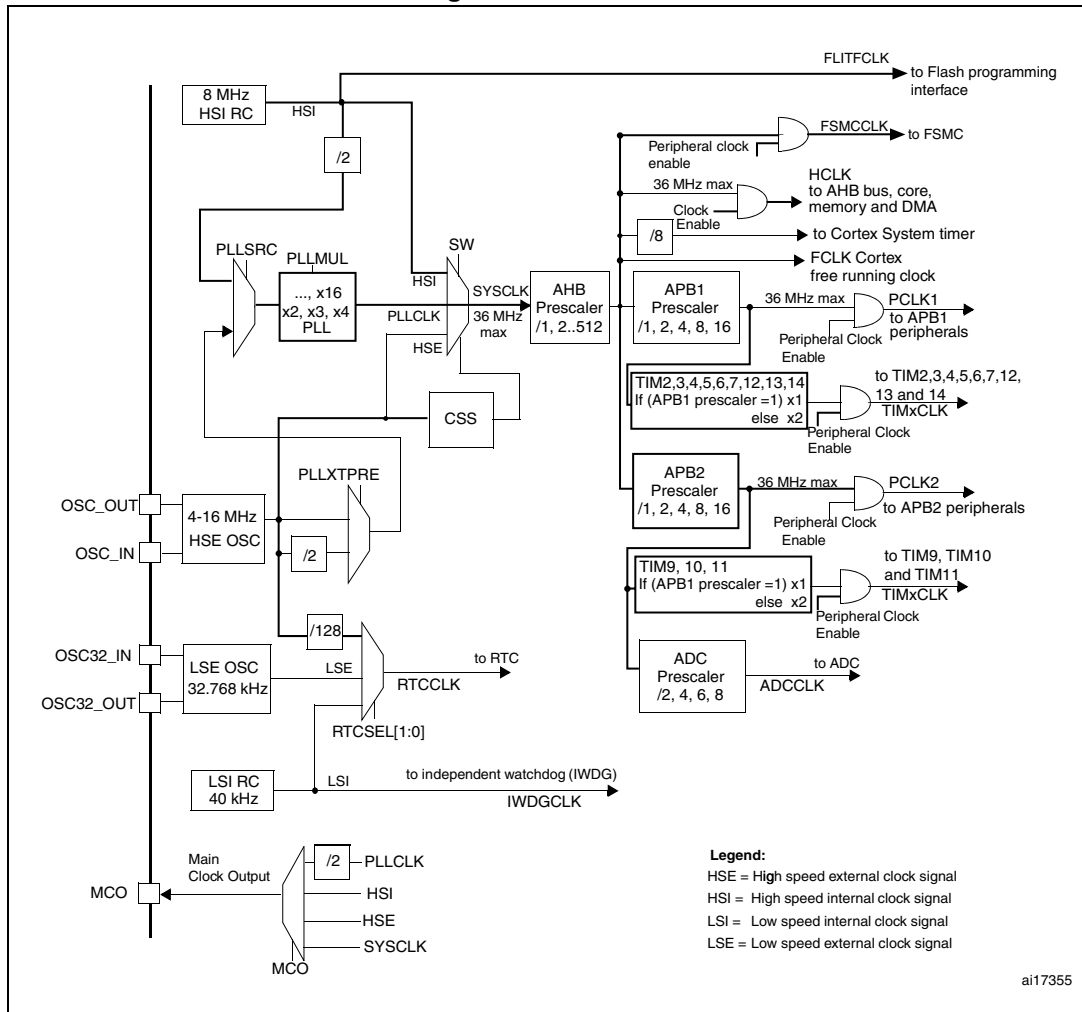 FLITFCLK
to Flash programming
interface
8 MHz
HSI RC
HSI
/2
FSMCCLK
to FSMC
Peripheral clock
enable
36 MHz max
HCLK
to AHB bus, core,
memory and DMA
Clock
Enable
/8
to Cortex System timer
FCLK Cortex
free running clock
SW
PLLSRC
PLLMUL
..., x16
x2, x3, x4
PLL
PLLCLK
HSI
HSE
SYSCLK
36 MHz
max
AHB
Prescaler
/1, 2..512
APB1
Prescaler
/1, 2, 4, 8, 16
36 MHz max
PCLK1
to APB1
peripherals
Peripheral Clock
Enable
TIM2,3,4,5,6,7,12,13,14
If (APB1 prescaler =1) x1
else x2
to TIM2,3,4,5,6,7,12,
13 and 14
TIMxCLK
Peripheral Clock
Enable
CSS
PLLXTPRE
OSC_OUT
OSC_IN
4-16 MHz
HSE OSC
/2
APB2
Prescaler
/1, 2, 4, 8, 16
36 MHz max
PCLK2
to APB2 peripherals
Peripheral Clock
Enable
TIM9, 10, 11
If (APB1 prescaler =1) x1
else x2
to TIM9, TIM10
and TIM11
TIMxCLK
Peripheral Clock
Enable
/128
OSC32_IN
OSC32_OUT
LSE OSC
32.768 kHz
LSE
to RTC
RTCCLK
RTCSEL[1:0]
ADC
Prescaler
/2, 4, 6, 8
to ADC
ADCCLK
LSI RC
40 kHz
LSI
to independent watchdog (IWDG)
IWDGCLK
MCO
Main
Clock Output
/2
PLLCLK
HSI
HSE
SYSCLK
MCO
Legend:
HSE = High speed external clock signal
HSI = High speed internal clock signal
LSI = Low speed internal clock signal
LSE = Low speed external clock signal
ai17355